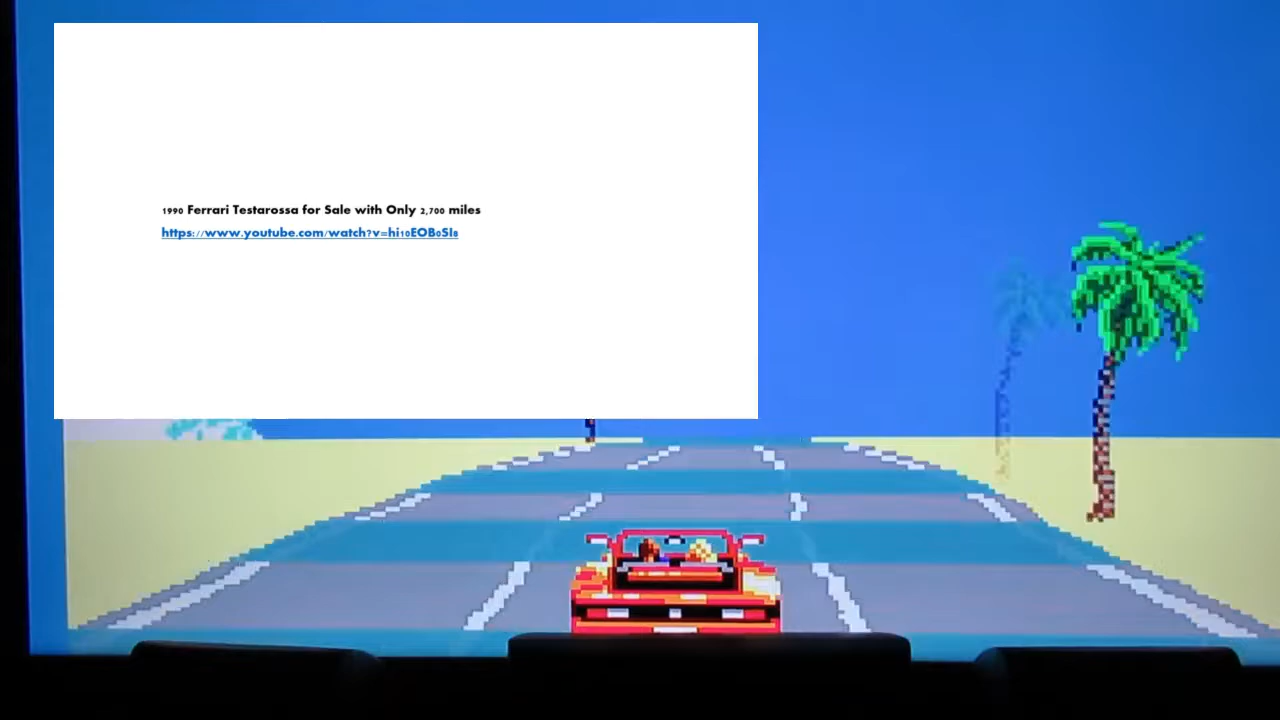 1990 Ferrari Testarossa for Sale with Only 2,700 miles
https://www.youtube.com/watch?v=hi10EOB0SI8